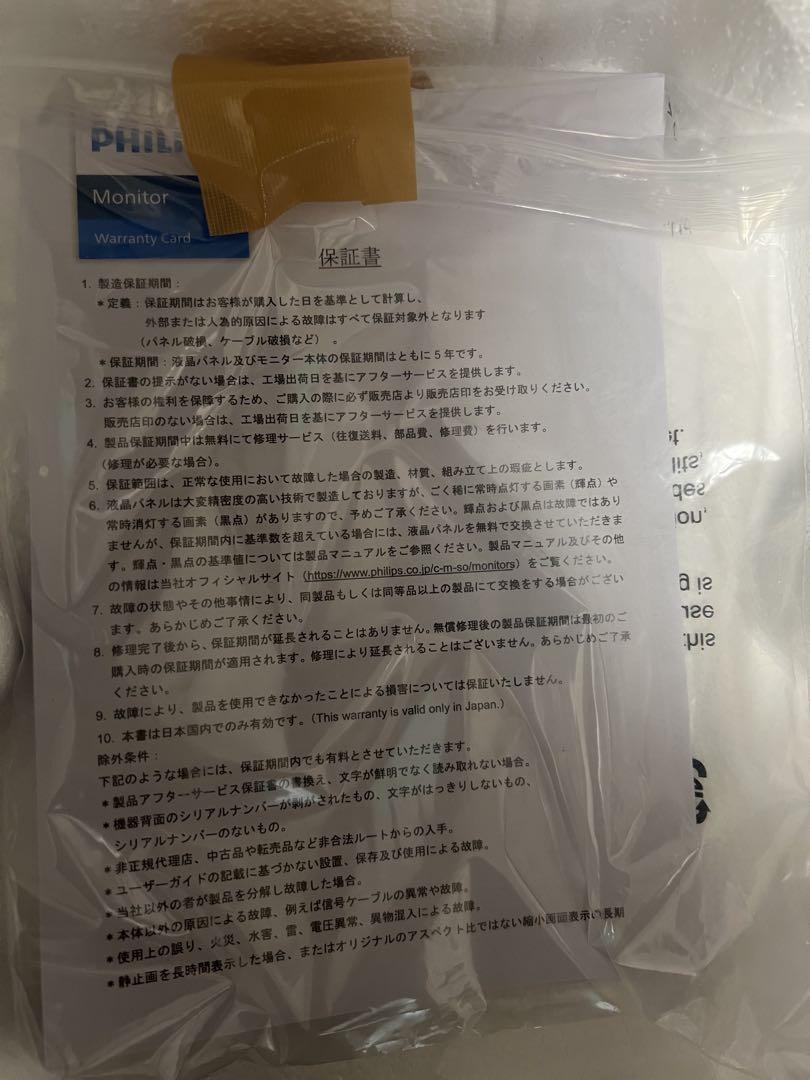 PHILI
Monitor
Warranty Card
保証書
1. 製造保証期間：
＊定義：保証期間はお客様が購入した日を基準として計算し、
外部または人為的原因による故障はすべて保証対象外となります
（パネル破損、ケーブル破損など）。
＊保証期間：液晶パネル及びモニター本体の保証期間はともに５年です。
2. 保証書の提示がない場合は、工場出荷日を基にアフターサービスを提供します。
3. お客様の権利を保障するため、ご購入の際に必ず販売店より販売店印をお受け取りください。
販売店印のない場合は、工場出荷日を基にアフターサービスを提供します。
4. 製品保証期間中は無料にて修理サービス（往復送料、部品費、修理費）を行います。
（修理が必要な場合）。
5. 保証範囲は、正常な使用において故障した場合の製造、材質、組み立て上の瑕疵とします。
6. 液晶パネルは大変精密度の高い技術で製造しておりますが、ごく稀に常時点灯する画素（輝点）や
常時消灯する画素（黒点）がありますので、予めご了承ください。輝点および黒点は故障ではあり
ませんが、保証期間内に基準数を超えている場合には、液晶パネルを無料で交換させていただきま
す。輝点・黒点の基準値については製品マニュアルをご参照ください。製品マニュアル及びその他
の情報は当社オフィシャルサイト（https://www.philips.co.jp/c-m-so/monitors）をご覧ください。
7. 故障の状態やその他事情により、同製品もしくは同等品以上の製品にて交換をする場合がござい
ます。あらかじめご了承ください。
8. 修理完了後から、保証期間が延長されることはありません。無償修理後の製品保証期間は最初のご
購入時の保証期間が適用されます。修理により延長されることはございません。あらかじめご了承
ください。
9. 故障により、製品を使用できなかったことによる損害については保証いたしません。
10. 本書は日本国内でのみ有効です。（This warranty is valid only in Japan.）
除外条件：
下記のような場合には、保証期間内でも有料とさせていただきます。
＊製品アフターサービス保証書の書換え、文字が鮮明でなく読み取れない場合。
＊機器背面のシリアルナンバーが剥がされたもの、文字がはっきりしないもの、
シリアルナンバーのないもの。
＊非正規代理店、中古品や転売品など非合法ルートからの入手。
＊ユーザーガイドの記載に基づかない設置、保存及び使用による故障。
＊当社以外の者が製品を分解し故障した場合。
＊本体以外の原因による故障、例えば信号ケーブルの異常や故障。
＊使用上の誤り、火災、水害、雷、電圧異常、異物混入による故障。
＊静止画を長時間表示した場合、またはオリジナルのアスペクト比ではない縮小画面表示の長期